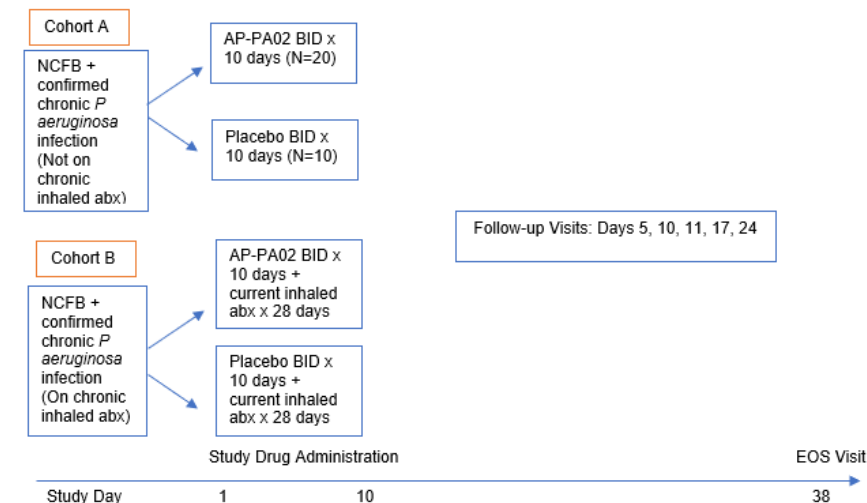 Cohort A
NCFB +
confirmed
chronic P
aeruginosa
infection
(Not on
chronic
inhaled abx)
AP-PA02 BID x
10 days (N=20)
Placebo BID x
10 days (N=10)
Follow-up Visits: Days 5, 10, 11, 17, 24
Cohort B
NCFB +
confirmed
chronic P
aeruginosa
infection
(On chronic
inhaled abx)
AP-PA02 BID x
10 days +
current inhaled
abx x 28 days
Placebo BID x
10 days +
current inhaled
abx x 28 days
Study Drug Administration
EOS Visit
Study Day 1 10 38